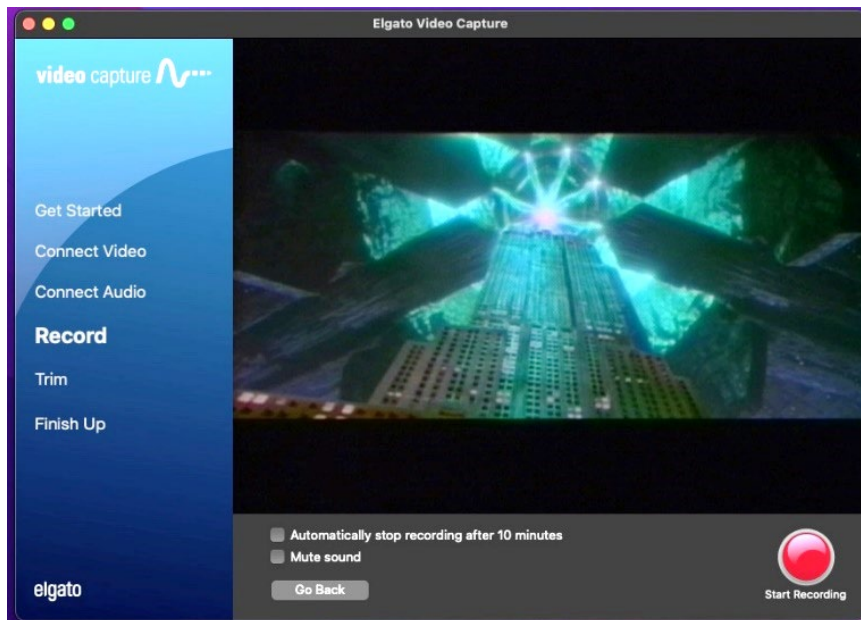 Elgato Video Capture
video capture
Get Started
Connect Video
Connect Audio
Record
Trim
Finish Up
elgato
Automatically stop recording after 10 minutes
Mute sound
Go Back
Start Recording